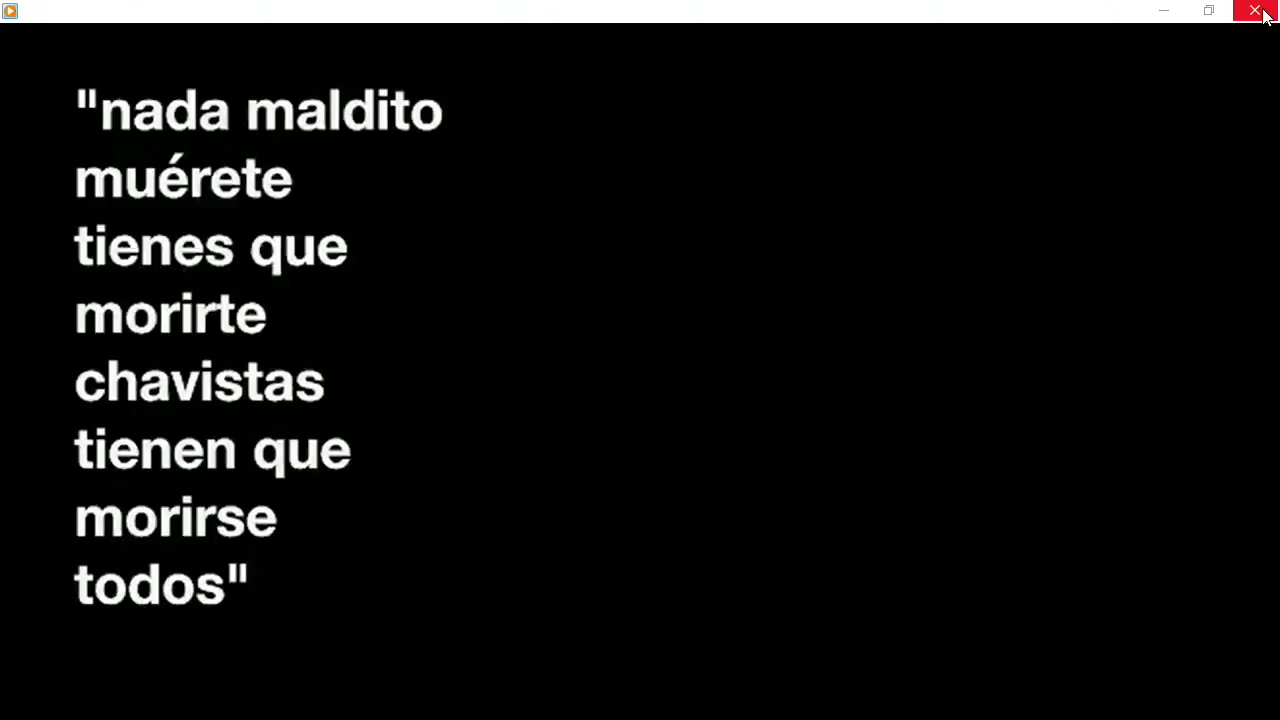 "nada maldito
muérete
tienes que
morirte
chavistas
tienen que
morirse
todos"